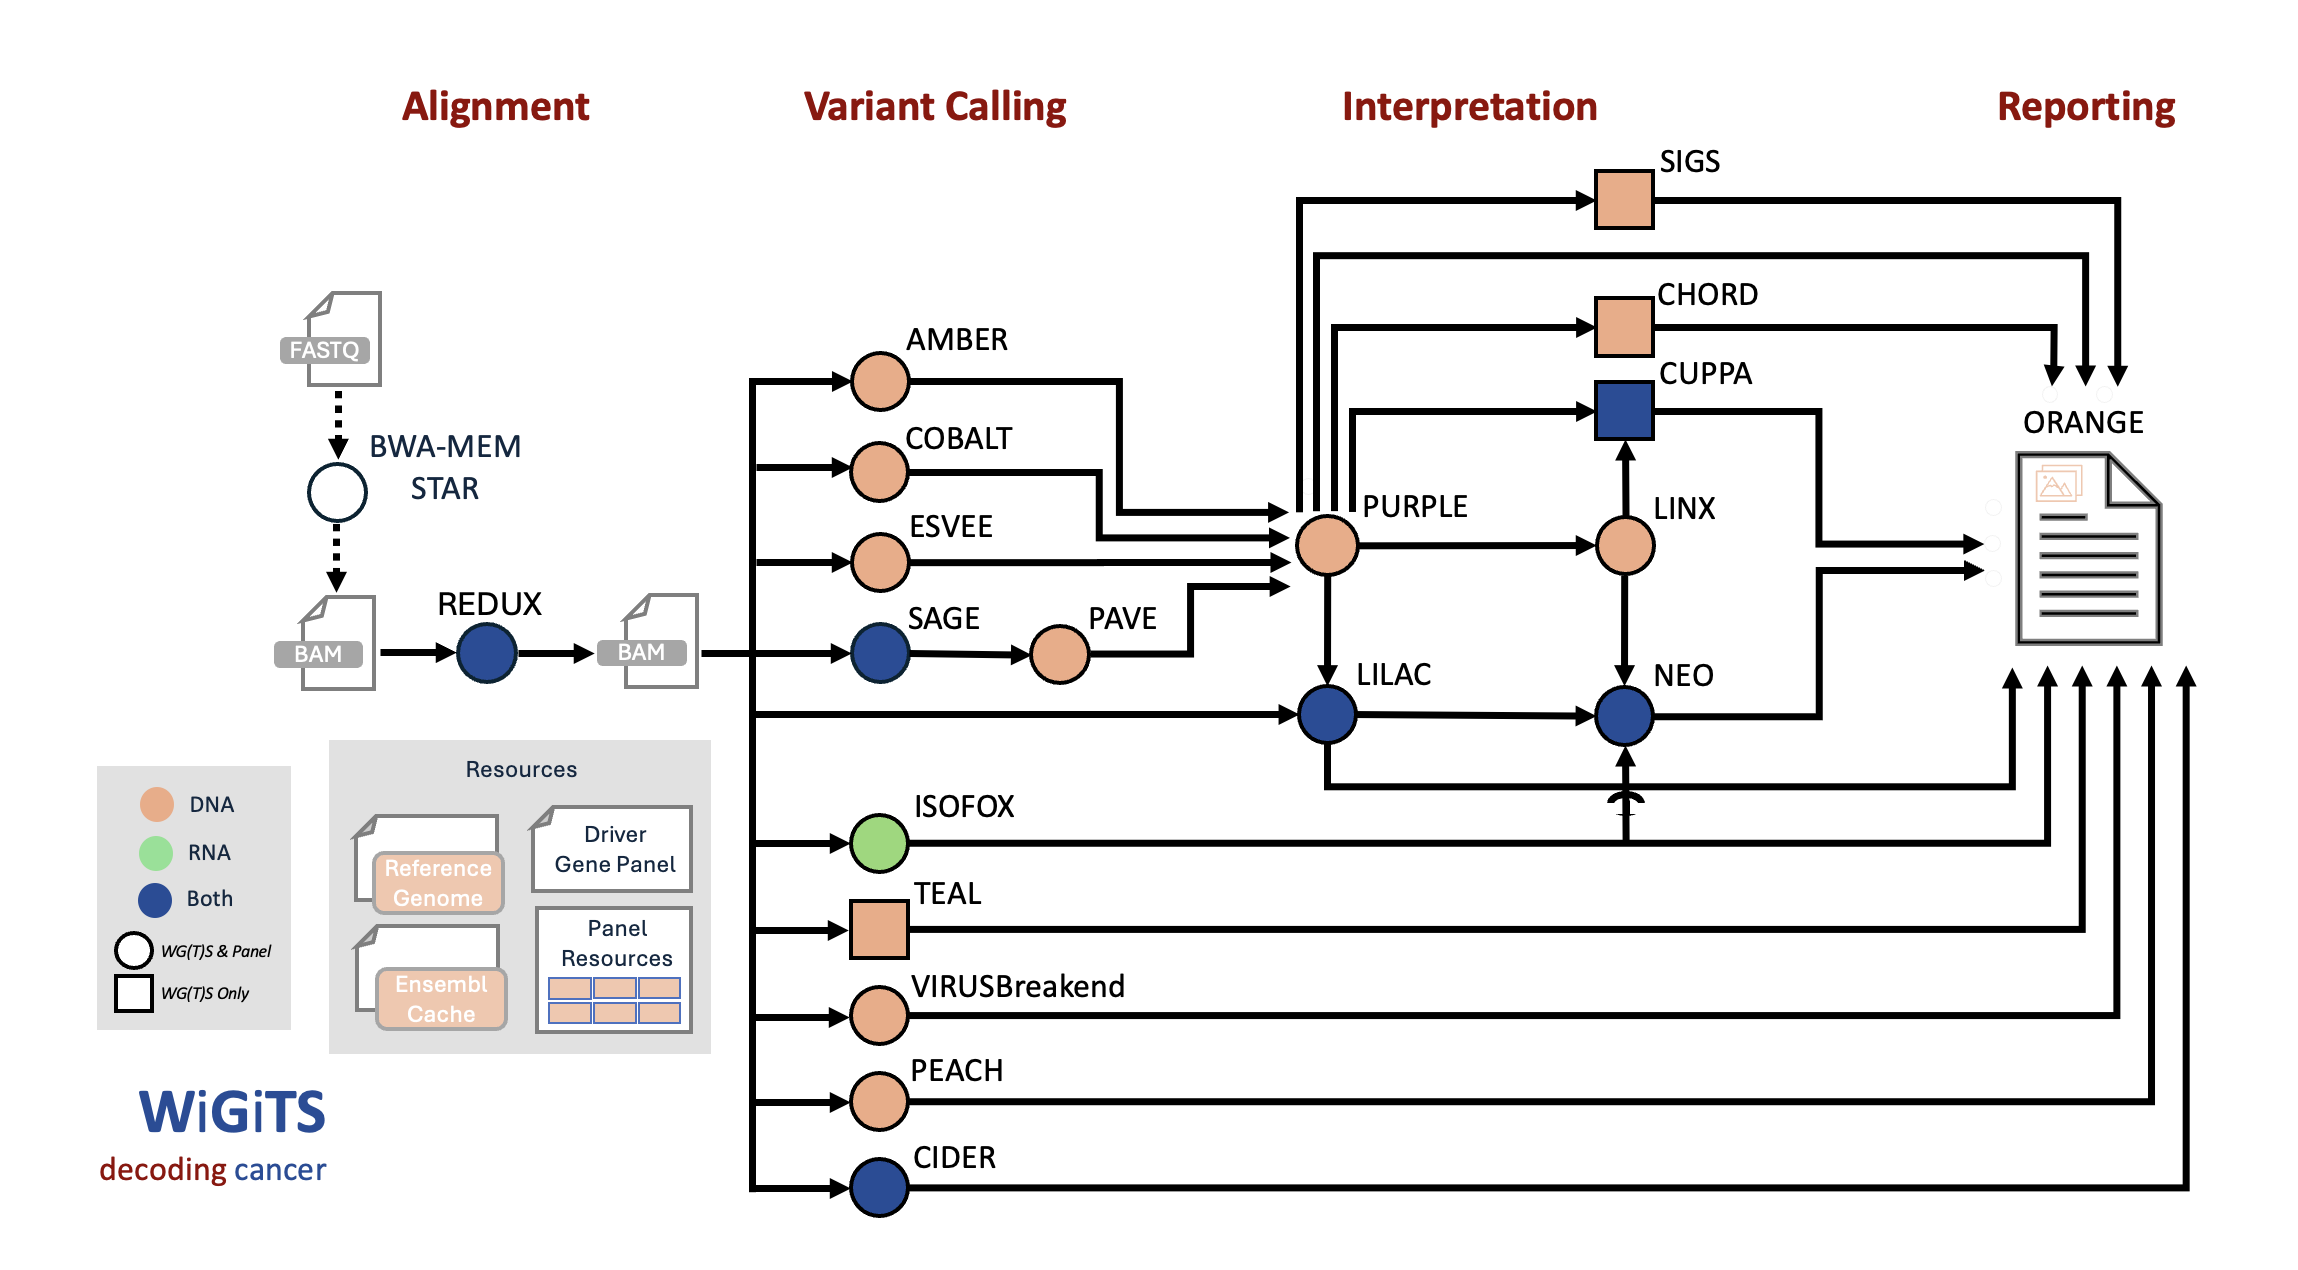 Alignment
Variant Calling
Interpretation
Reporting
SIGS
CHORD
CUPPA
FASTQ
AMBER
BWA-MEM
STAR
COBALT
ORANGE
PURPLE
LINX
ESVEE
REDUX
SAGE
PAVE
BAM
BAM
LILAC
NEO
Resources
DNA
RNA
Both
WG(T)S & Panel
WG(T)S Only
Driver
Gene Panel
Reference
Genome
Panel
Resources
Ensembl
Cache
ISOFOX
TEAL
VIRUSBreakend
PEACH
CIDER
WiGiTS
decoding cancer